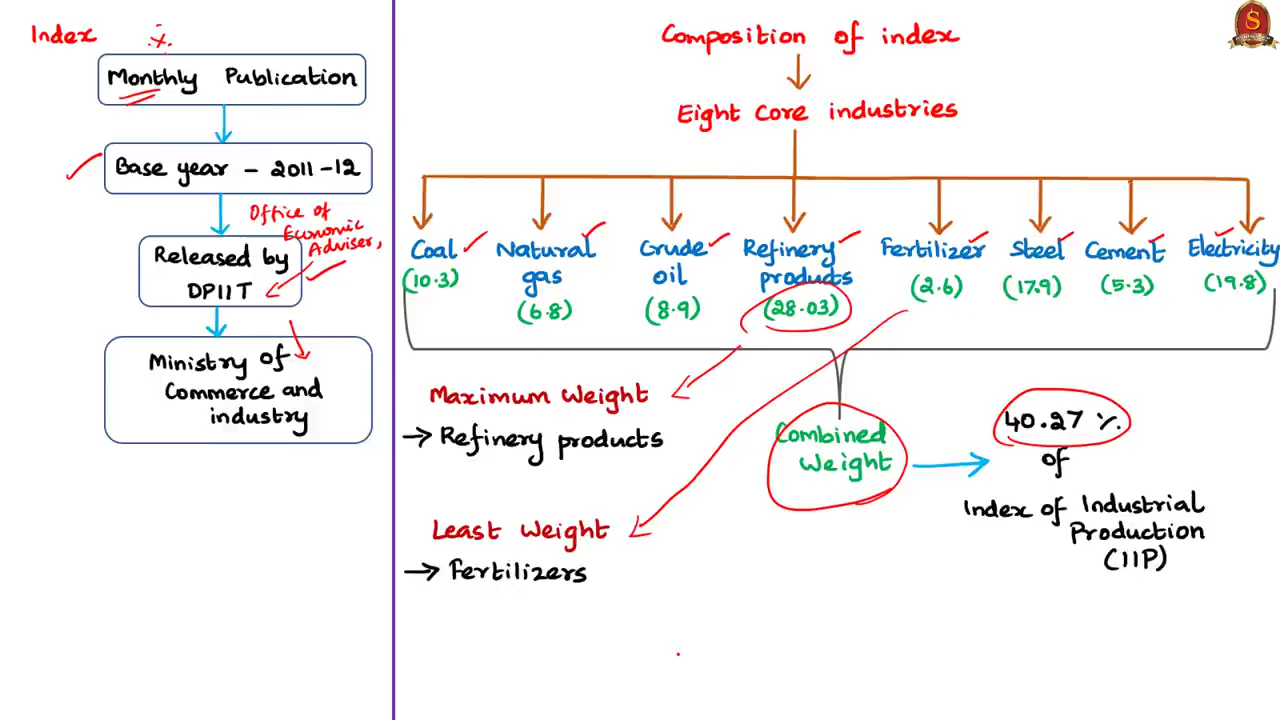 Index
Monthly Publication
Base year - 2011-12
Office of
Economic
Adviser,
Released by
DPIIT
Ministry of
Commerce and
industry
Composition of index
Eight Core industries
Coal
(10.3)
Natural
gas
(6.8)
Crude
oil
(8.9)
Refinery
products
(28.03)
Fertilizer
(2.6)
Steel
(17.9)
Cement
(5.3)
Electricity
(19.8)
Maximum Weight
→ Refinery products
Least Weight
→ Fertilizers
Combined
Weight
40.27 %
of
Index of Industrial
Production
(IIP)